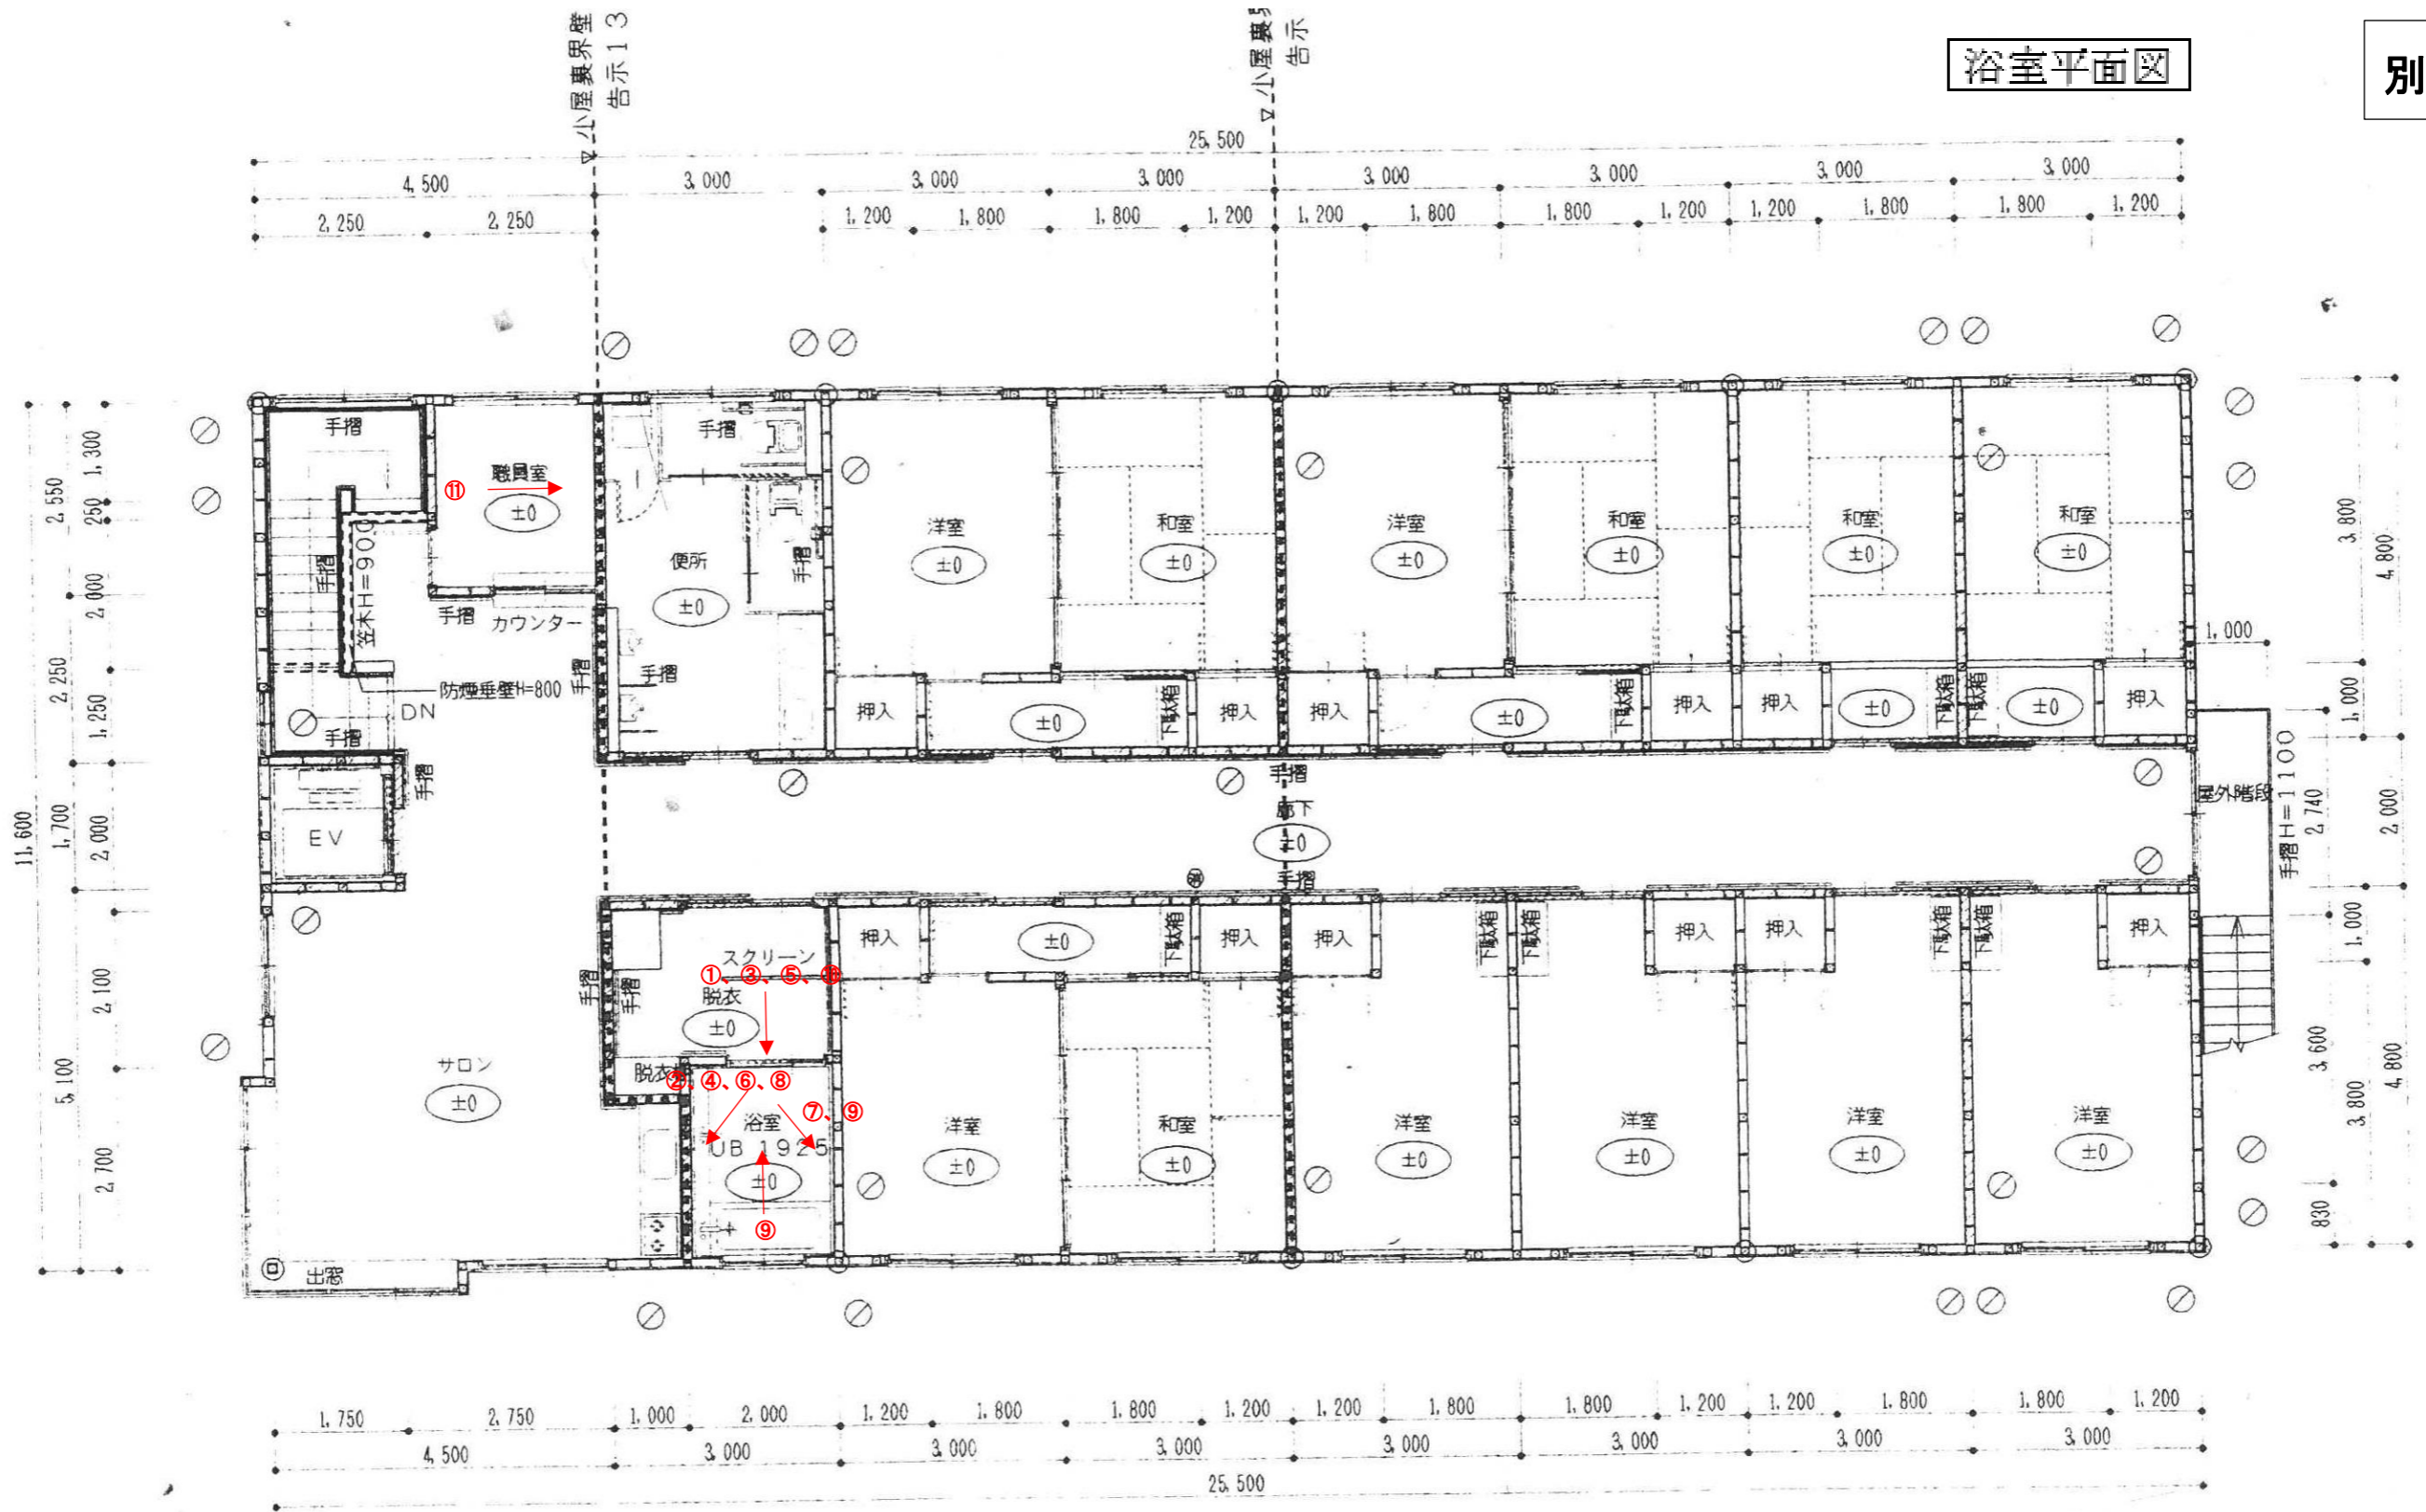 小屋裏界壁
告示13
小屋裏界
告示
浴室平面図
別
25,500
4,500
3,000
3,000
3,000
3,000
3,000
3,000
3,000
2,250
2,250
1,200
1,800
1,800
1,200
1,200
1,800
1,800
1,200
1,200
1,800
1,800
1,200
手摺
職員室
⑪
±0
手摺
手摺
笠木H=900
手摺
カウンター
防煙垂壁H=800
DN
手摺
手摺
手摺
EV
手摺
便所
±0
手摺
手摺
洋室
±0
和室
±0
洋室
±0
和室
±0
和室
±0
和室
±0
押入
±0
下駄箱
押入
押入
±0
下駄箱
押入
押入
±0
下駄箱
下駄箱
±0
押入
手摺
廊下
±0
手摺
屋外階段
手摺H=1100
スクリーン
①、③、⑤、
脱衣
±0
手摺
手摺
脱衣
②、④、⑥、⑧
⑦、⑨
浴室
UB 1925
±0
⑨
サロン
±0
出窓
押入
±0
下駄箱
押入
押入
下駄箱
下駄箱
押入
押入
下駄箱
下駄箱
押入
洋室
±0
和室
±0
洋室
±0
洋室
±0
洋室
±0
洋室
±0
11,600
2,550
2,250
1,700
5,100
1,300
250
2,000
1,250
2,000
2,100
2,700
1,000
3,800
1,000
2,740
3,600
830
4,800
2,000
1,000
3,800
4,800
1,750
2,750
1,000
2,000
1,200
1,800
1,800
1,200
1,200
1,800
1,800
1,200
1,200
1,800
1,800
1,200
4,500
3,000
3,000
3,000
3,000
3,000
3,000
3,000
25,500